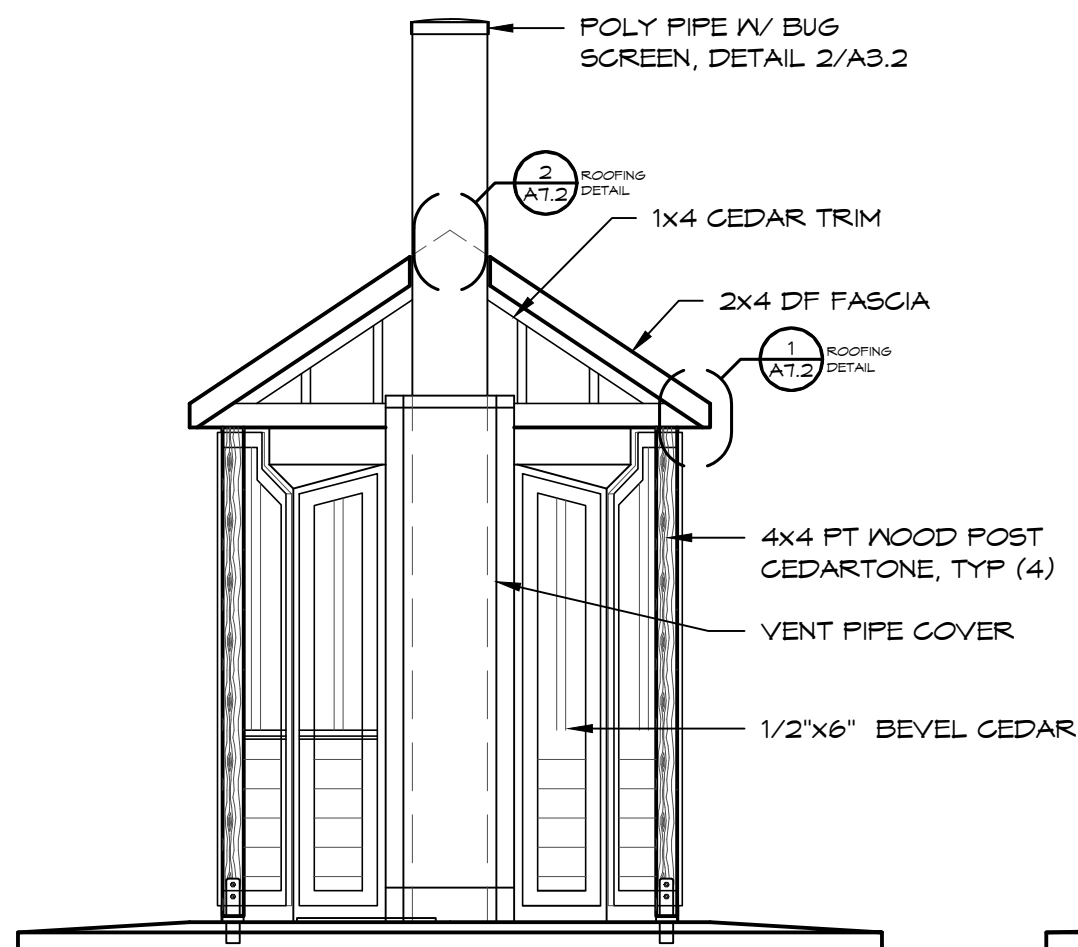 POLY PIPE W/ BUG
SCREEN, DETAIL 2/A3.2
2
A7.2
ROOFING
DETAIL
1x4 CEDAR TRIM
2x4 DF FASCIA
1
A7.2
ROOFING
DETAIL
4x4 PT WOOD POST
CEDARTONE, TYP (4)
VENT PIPE COVER
1/2"x6" BEVEL CEDAR